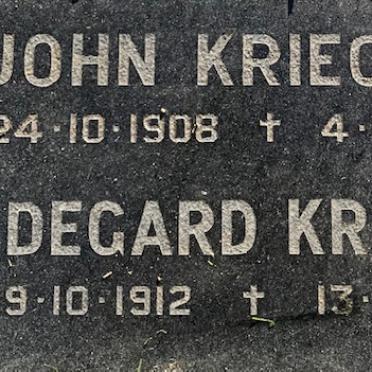 JOHN KRIEG
24·10·1908 † 4·
DEGARD KR
9·10·1912 † 13·